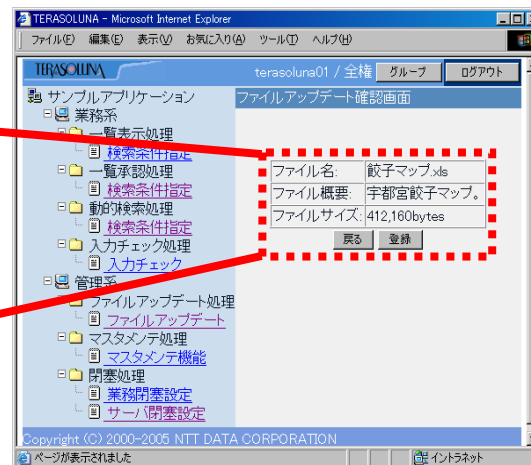 TERASOLUNA - Microsoft Internet Explorer
ファイル(F) 編集(E) 表示(V) お気に入り(A) ツール(T) ヘルプ(H)
TERASOLUNA
terasoluna01 / 全権 グループ ログアウト
サンプルアプリケーション
業務系
一覧表示処理
検索条件指定
一覧承認処理
検索条件指定
動的検索処理
検索条件指定
入力チェック処理
入力チェック
管理系
ファイルアップデート処理
ファイルアップデート
マスタメンテ処理
マスタメンテ機能
閉塞処理
業務閉塞設定
サーバ閉塞設定
ファイルアップデート確認画面
ファイル名: 餃子マップ.xls
ファイル概要: 宇都宮餃子マップ。
ファイルサイズ: 412,160bytes
戻る 登録
Copyright (C) 2000-2005 NTT DATA CORPORATION
ページが表示されました
イントラネット